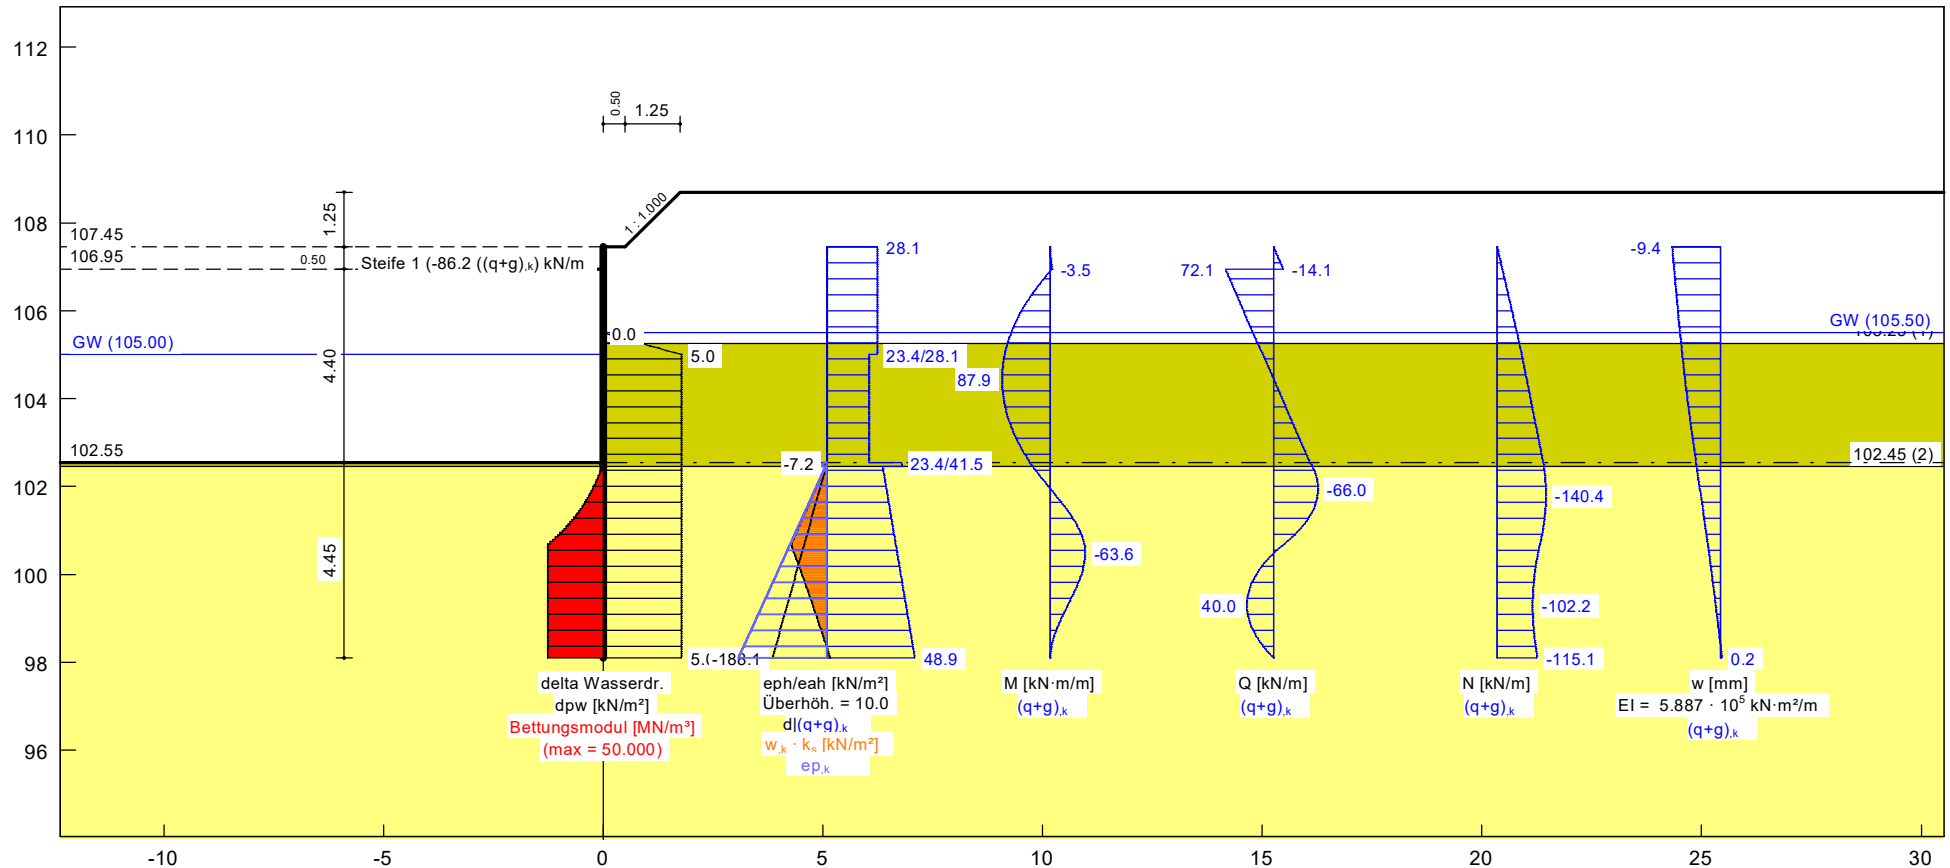 112
110
108
106
104
102
100
98
96
0.50
1.25
1 : 1.000
1.25
107.45
106.95
0.50
Steife 1 (-86.2 ((q+g),k) kN/m
GW (105.00)
4.40
102.55
4.45
0.0
5.0
28.1
23.4/28.1
-7.2
23.4/41.5
-188.1
48.9
-3.5
87.9
-63.6
72.1
-14.1
-66.0
40.0
-140.4
-102.2
-115.1
-9.4
0.2
GW (105.50)
102.45 (2)
delta Wasserdr.
dpw [kN/m²]
Bettungsmodul [MN/m³]
(max = 50.000)
eph/eah [kN/m²]
Überhöh. = 10.0
d|(q+g),k
w,k · ks [kN/m²]
ep,k
M [kN·m/m]
(q+g),k
Q [kN/m]
(q+g),k
N [kN/m]
(q+g),k
w [mm]
EI = 5.887 · 10⁵ kN·m²/m
(q+g),k
-10
-5
0
5
10
15
20
25
30